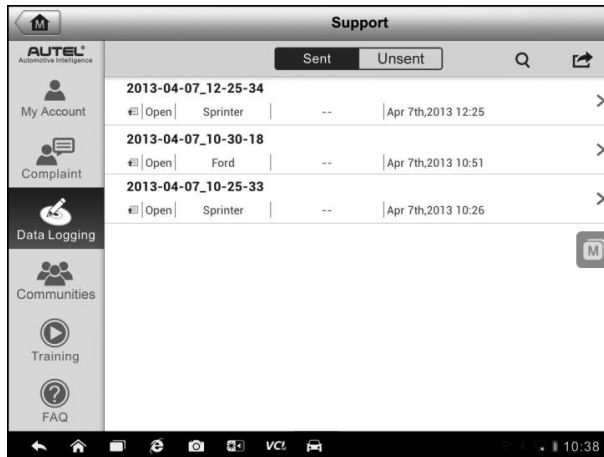 M
Support
AUTEL
Automotive Intelligence
Sent
Unsent
My Account
Complaint
Data Logging
Communities
Training
FAQ
2013-04-07_12-25-34
Open Sprinter -- Apr 7th,2013 12:25
2013-04-07_10-30-18
Open Ford -- Apr 7th,2013 10:51
2013-04-07_10-25-33
Open Sprinter -- Apr 7th,2013 10:26
M
VCI
10:38